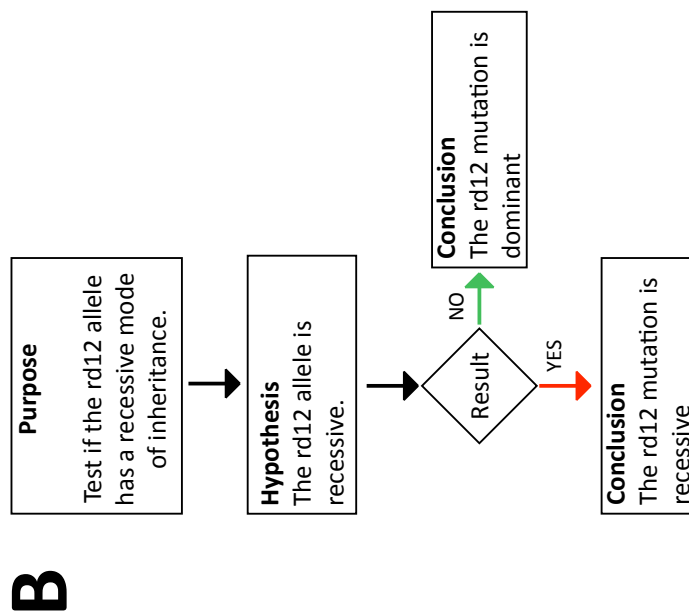 B
Purpose
Test if the rd12 allele
has a recessive mode
of inheritance.
Hypothesis
The rd12 allele is
recessive.
Result
NO
Conclusion
The rd12 mutation is
dominant
YES
Conclusion
The rd12 mutation is
recessive